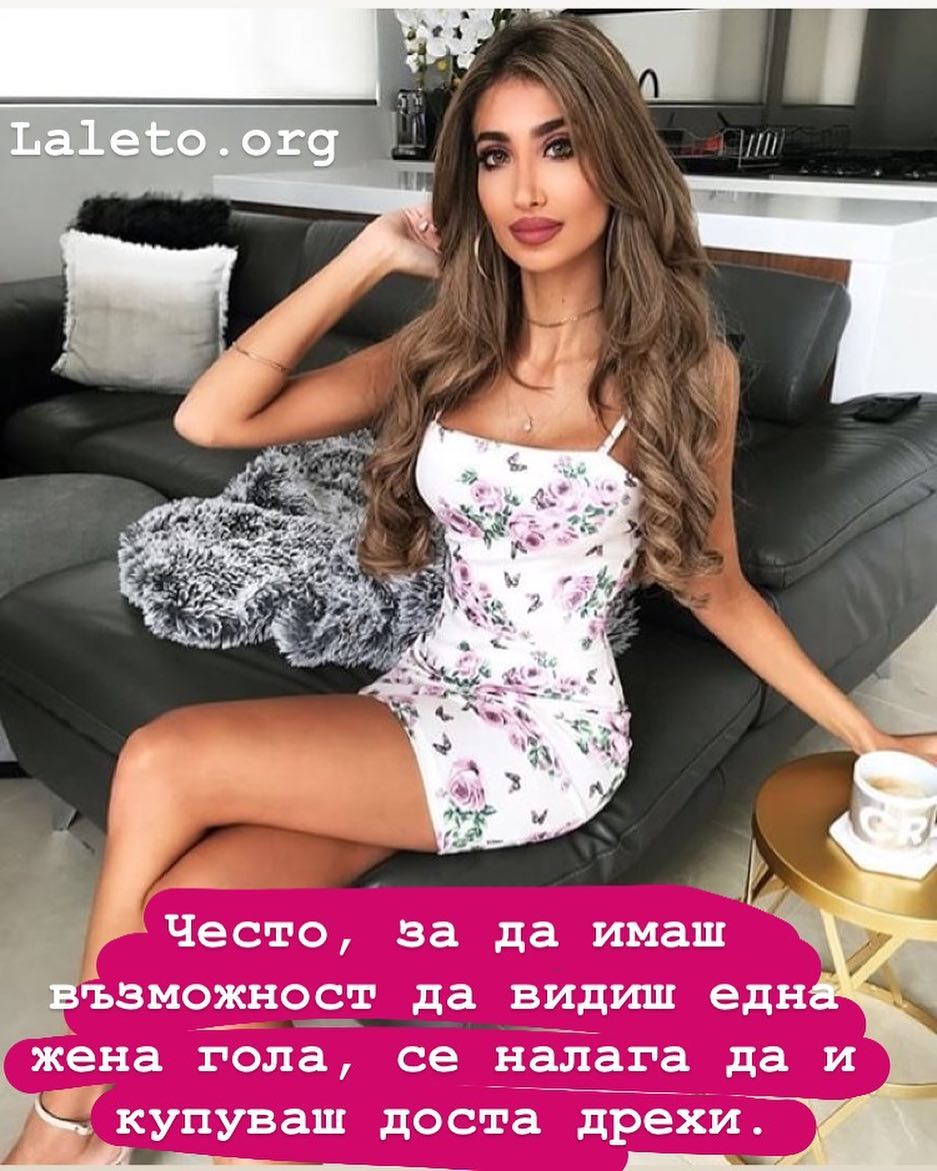 Laleto.org
Често, за да имаш
възможност да видиш една
жена гола, се налага да и
купуваш доста дрехи.